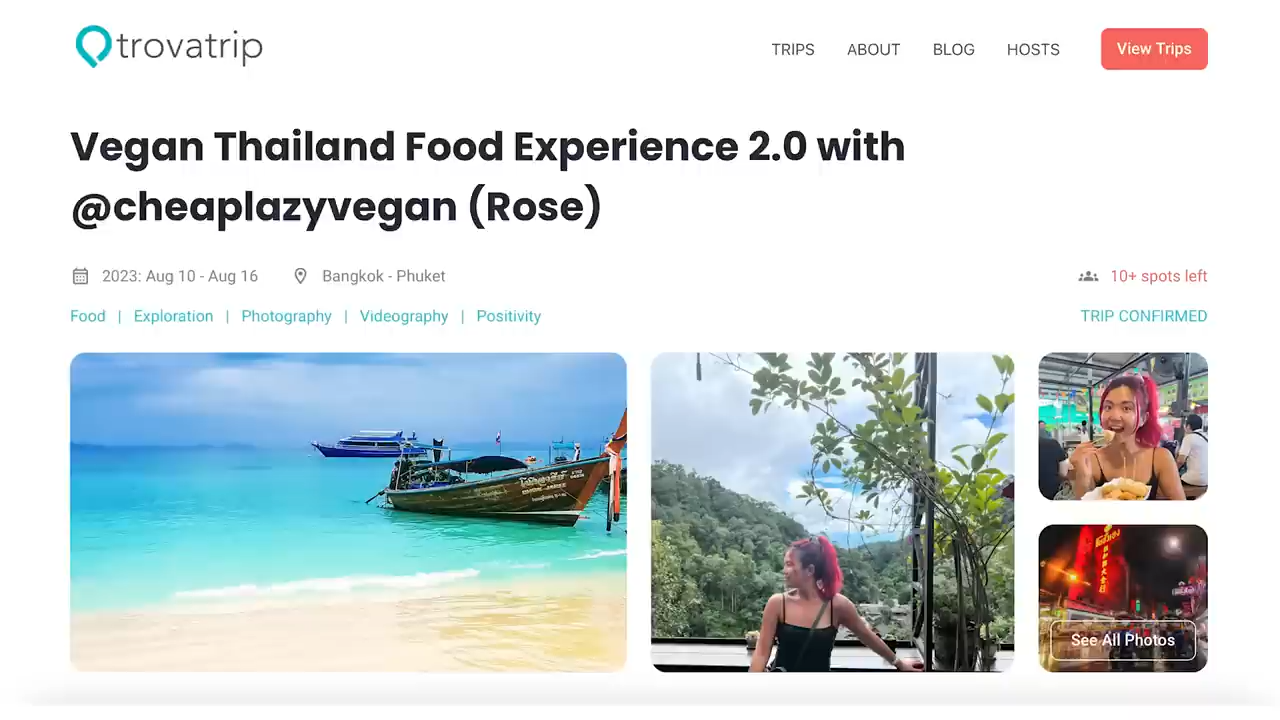 trovatrip
TRIPS ABOUT BLOG HOSTS View Trips
Vegan Thailand Food Experience 2.0 with
@cheaplazyvegan (Rose)
2023: Aug 10 - Aug 16 Bangkok - Phuket 10+ spots left
Food | Exploration | Photography | Videography | Positivity TRIP CONFIRMED
See All Photos